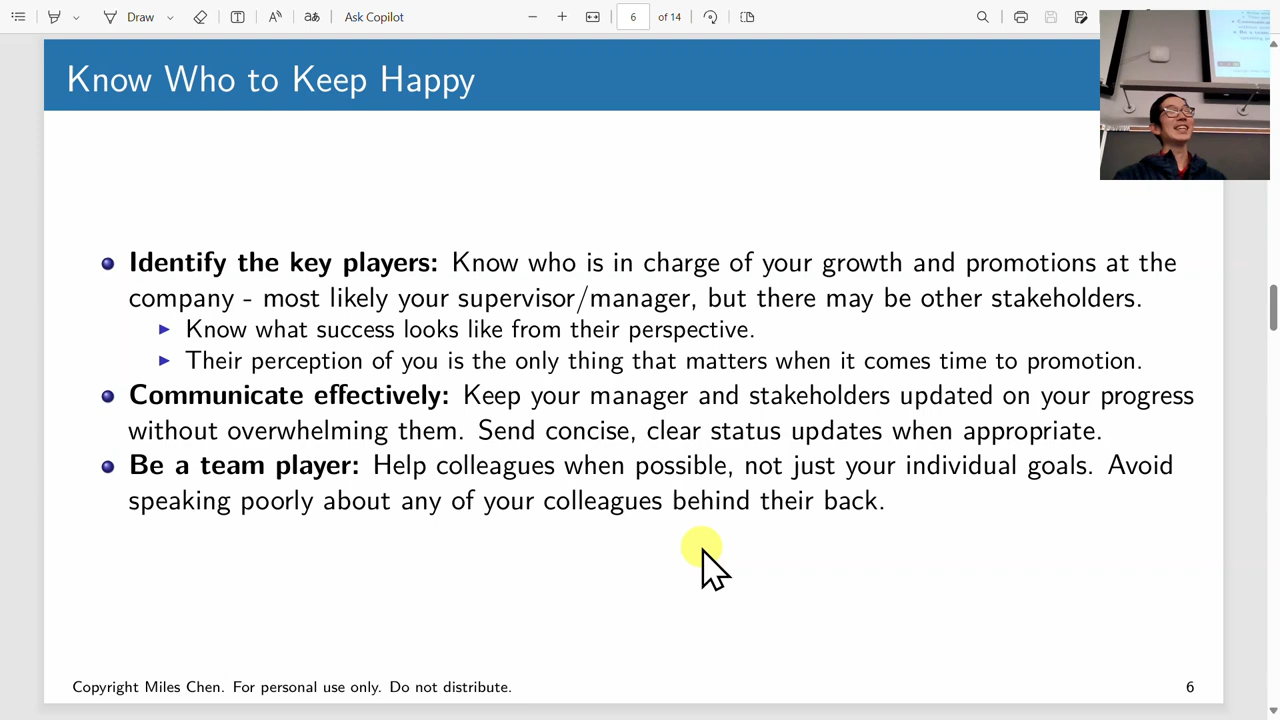 Draw
Ask Copilot
6
of 14
Know Who to Keep Happy
Identify the key players: Know who is in charge of your growth and promotions at the
company - most likely your supervisor/manager, but there may be other stakeholders.
Know what success looks like from their perspective.
Their perception of you is the only thing that matters when it comes time to promotion.
Communicate effectively: Keep your manager and stakeholders updated on your progress
without overwhelming them. Send concise, clear status updates when appropriate.
Be a team player: Help colleagues when possible, not just your individual goals. Avoid
speaking poorly about any of your colleagues behind their back.
Copyright Miles Chen. For personal use only. Do not distribute.
6